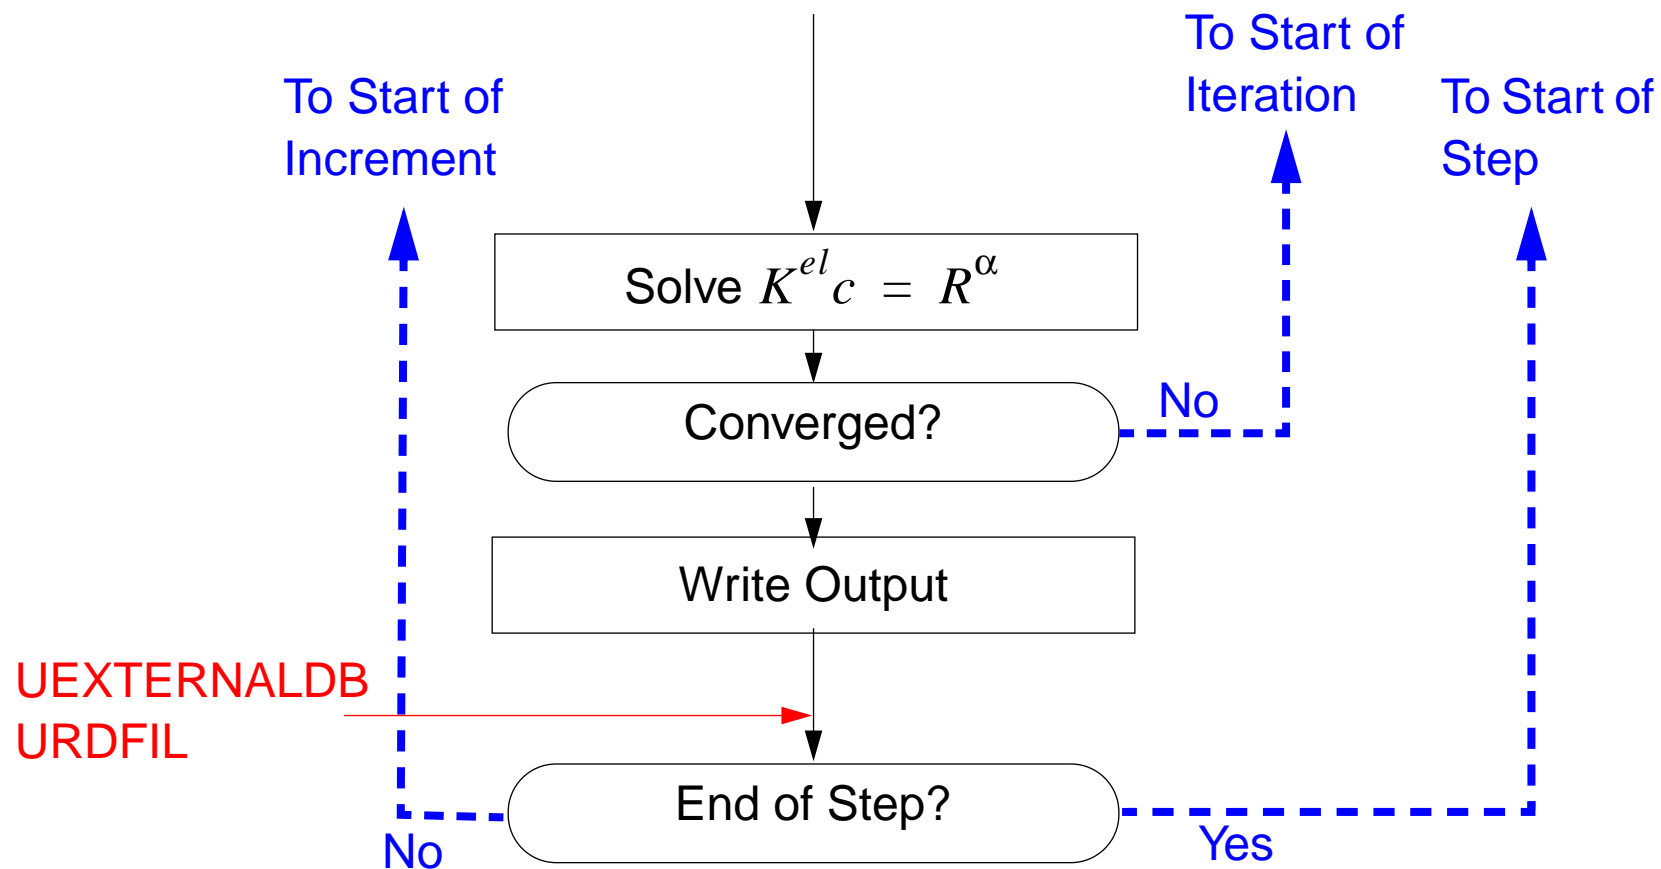 To Start of
Iteration
To Start of
Increment
To Start of
Step
Solve K^{el} c = R^{α}
Converged?
No
Write Output
UEXTERNALDB
URDFIL
End of Step?
No
Yes